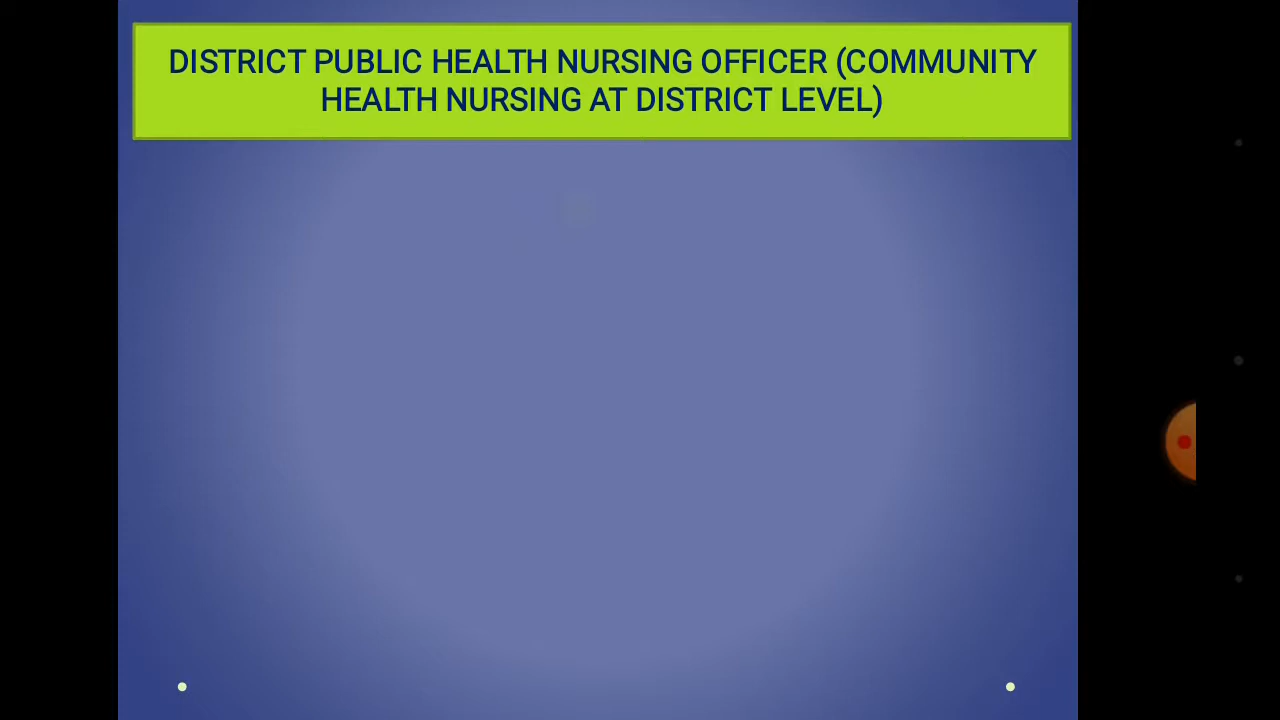 DISTRICT PUBLIC HEALTH NURSING OFFICER (COMMUNITY
HEALTH NURSING AT DISTRICT LEVEL)